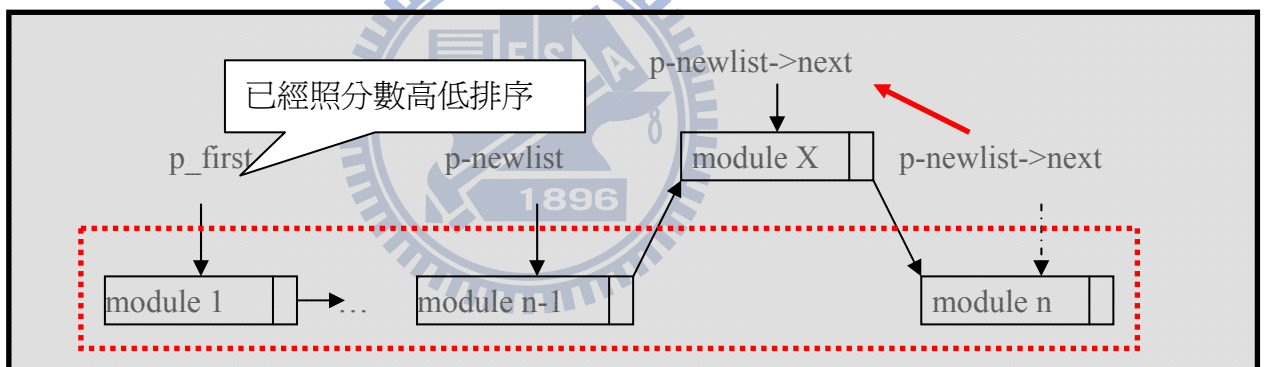 p-newlist->next
已經照分數高低排序
p_first
p-newlist
module X
p-newlist->next
1896
module 1
…
module n-1
module n